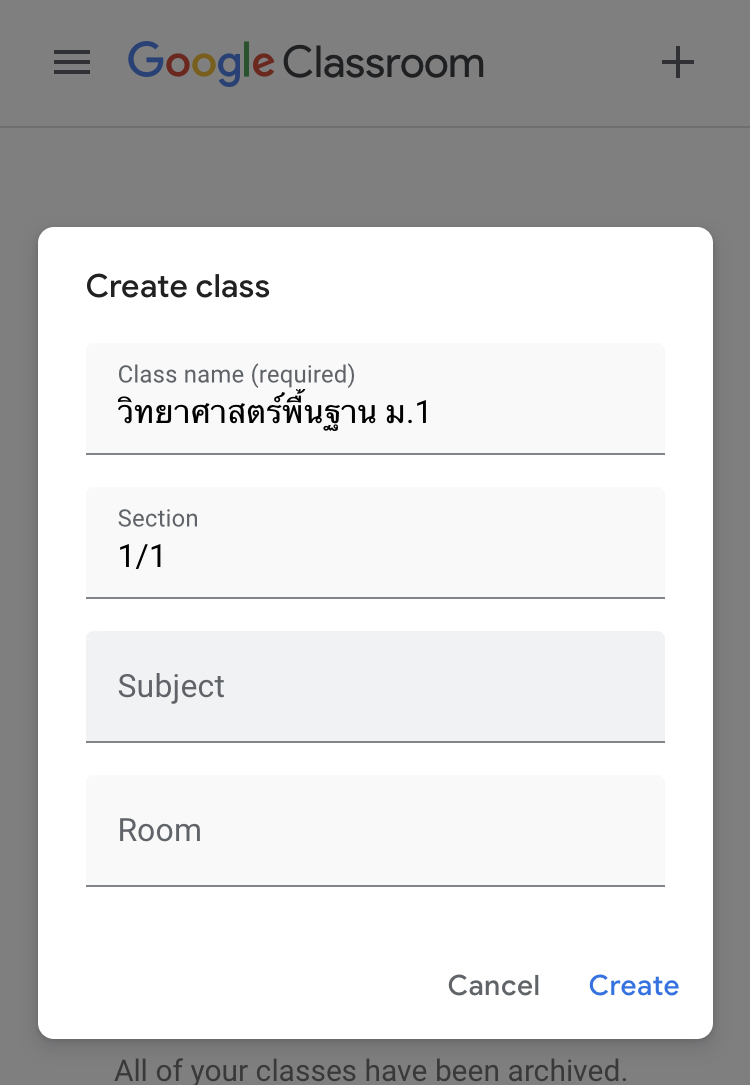 Google Classroom
Create class
Class name (required)
วิทยาศาสตร์พื้นฐาน ม.1
Section
1/1
Subject
Room
Cancel Create
All of your classes have been archived.